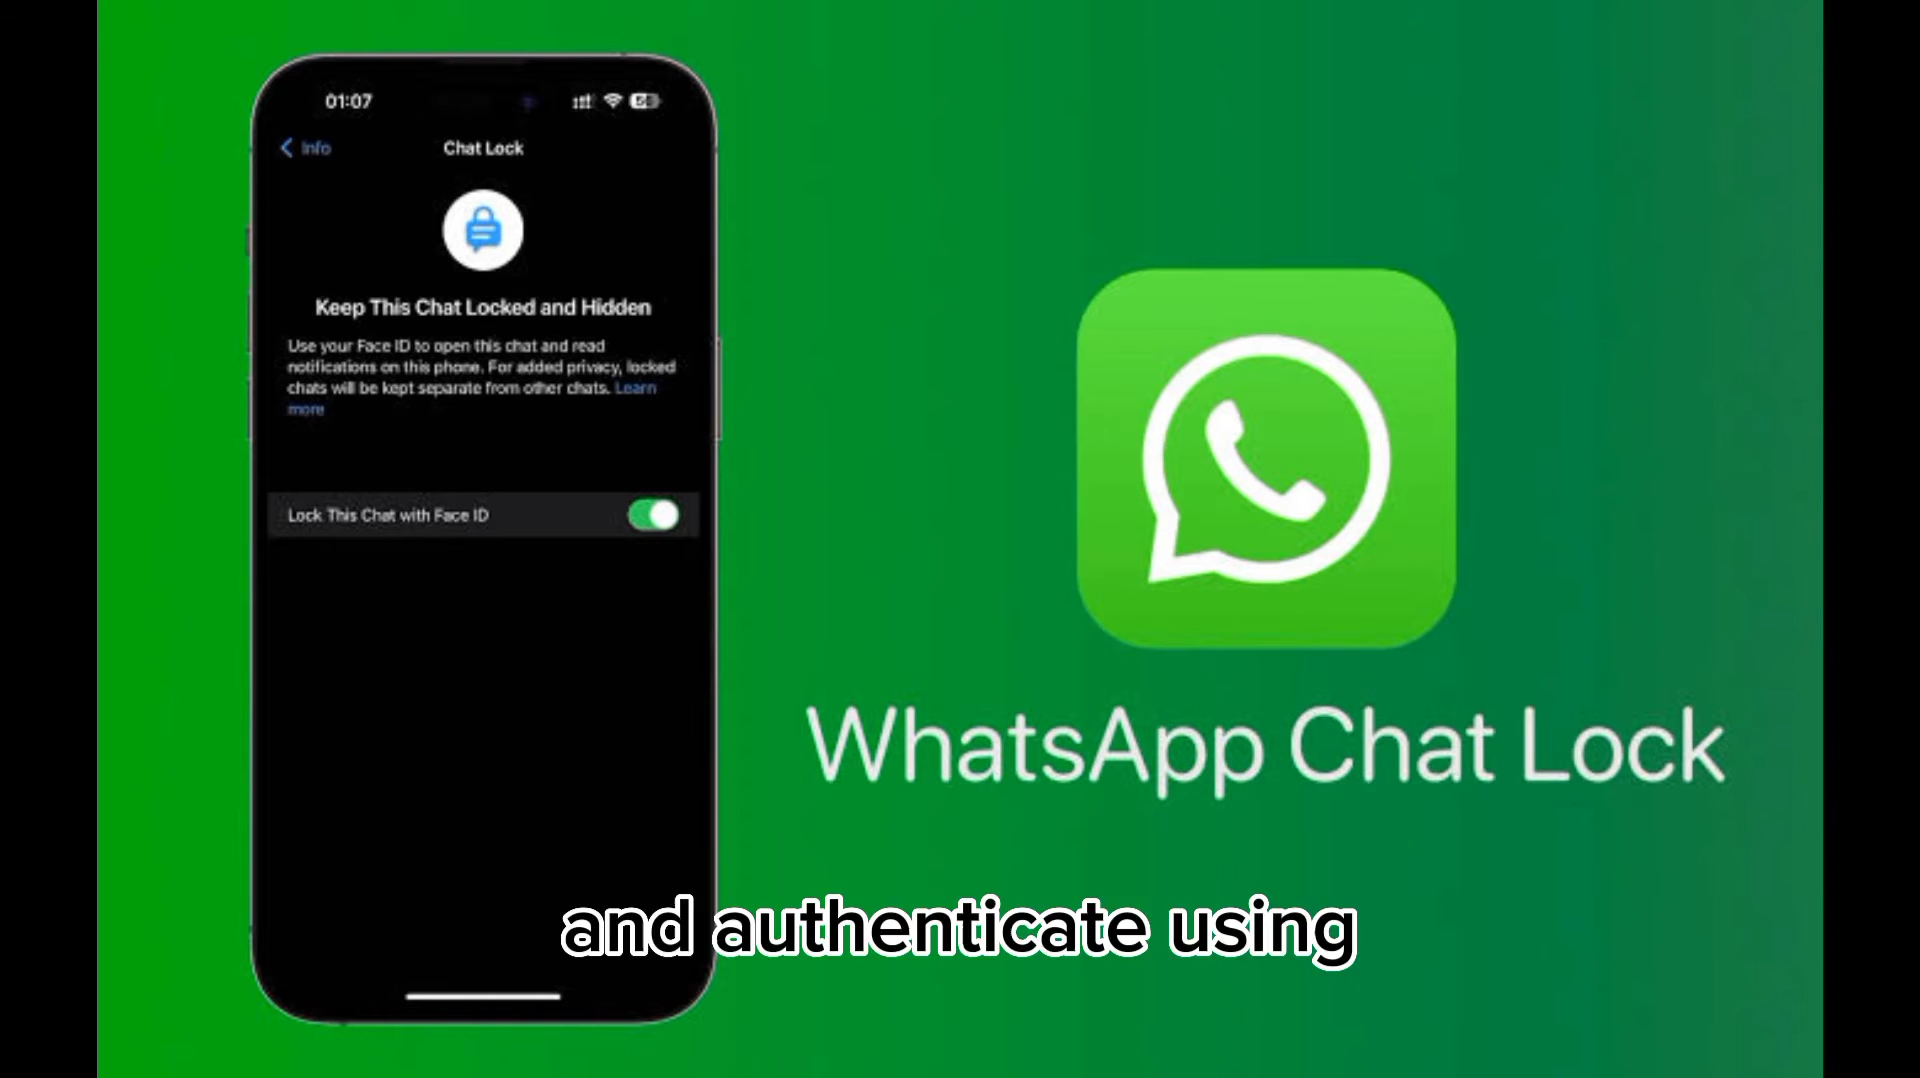 01:07
Info
Chat Lock
Keep This Chat Locked and Hidden
Use your Face ID to open this chat and read
notifications on this phone. For added privacy, locked
chats will be kept separate from other chats. Learn
more
Lock This Chat with Face ID
WhatsApp Chat Lock
and authenticate using